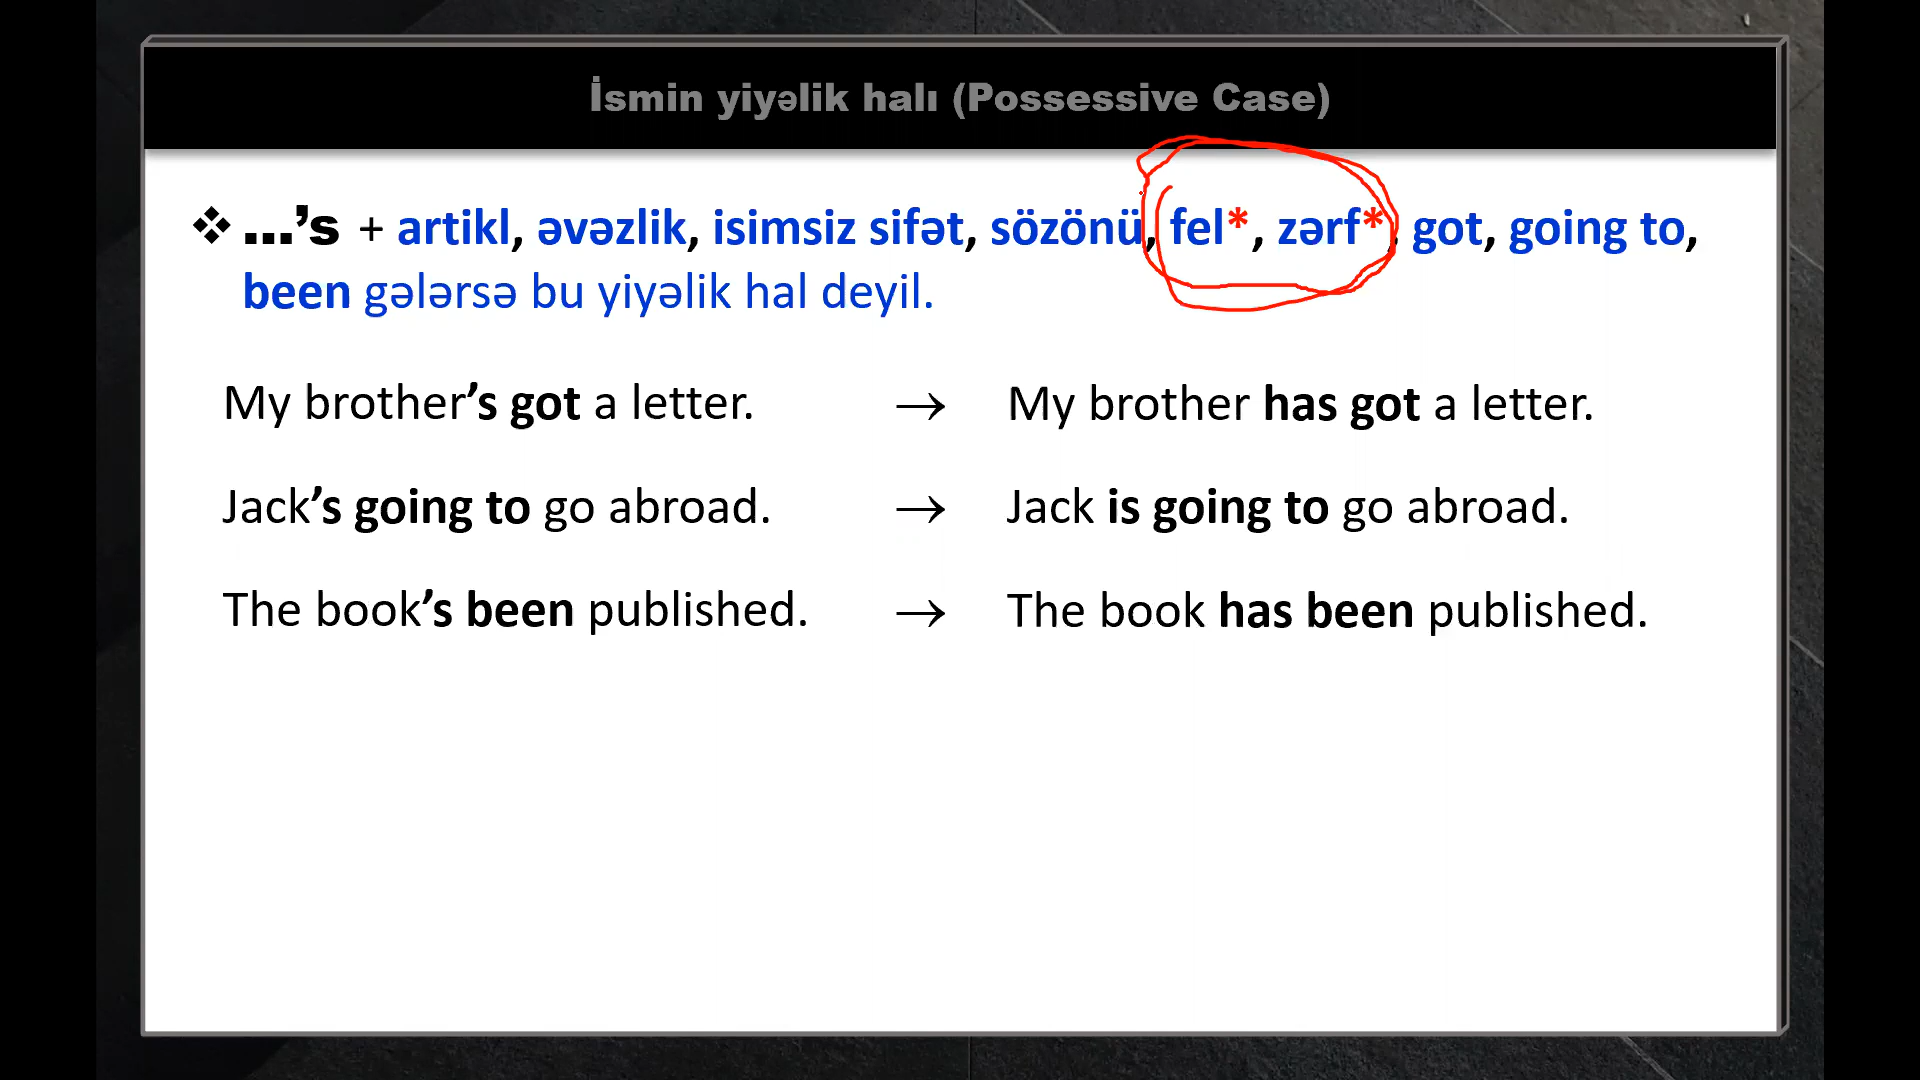 İsmin yiyəlik halı (Possessive Case)
❖ ...’s + artikl, əvəzlik, isimsiz sifət, sözönü, fel*, zərf*, got, going to,
been gələrsə bu yiyəlik hal deyil.
My brother’s got a letter. → My brother has got a letter.
Jack’s going to go abroad. → Jack is going to go abroad.
The book’s been published. → The book has been published.